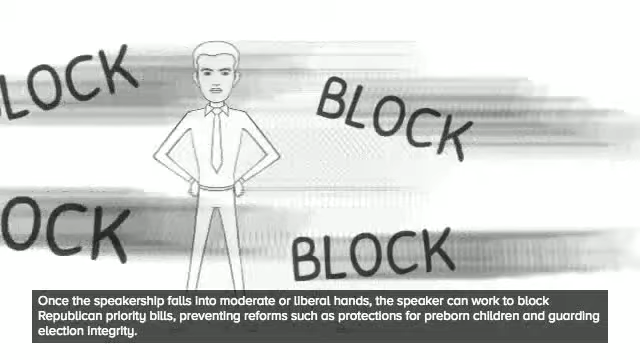 LOCK
BLOCK
OCK
BLOCK
Once the speakership falls into moderate or liberal hands, the speaker can work to block
Republican priority bills, preventing reforms such as protections for preborn children and guarding
election integrity.